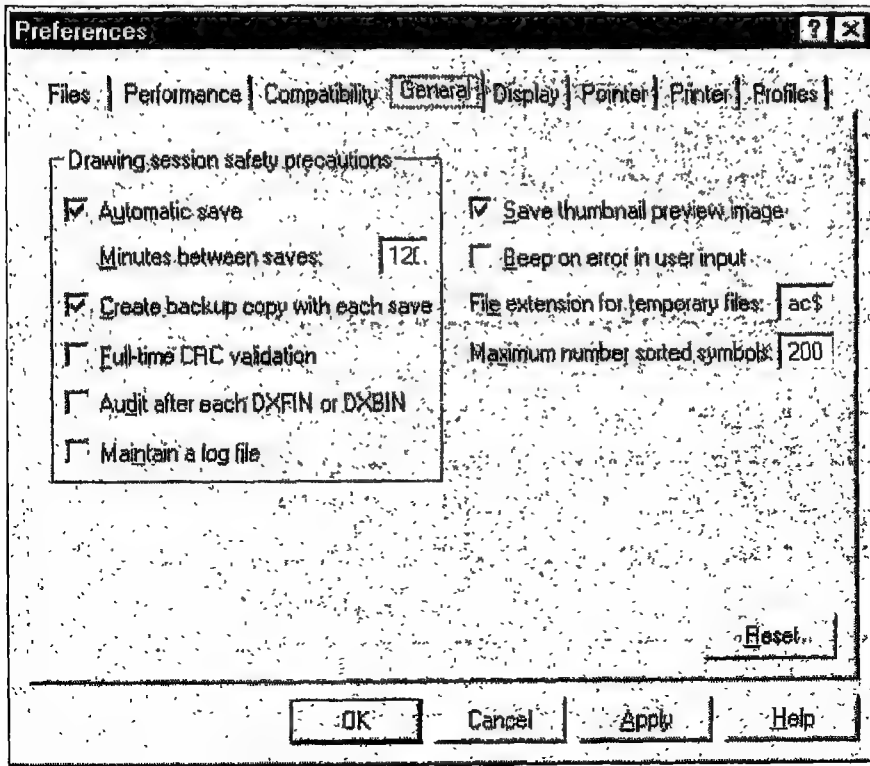 Preferences ? ×
Files Performance Compatibility General Display Pointer Printer Profiles
Drawing session safety precautions
Automatic save
Minutes between saves:
Create backup copy with each save
Full-time CRC validation
Audit after each DXFIN or DXBIN
Maintain a log file
Save thumbnail preview image
Beep on error in user input
File extension for temporary files: ac$
Maximum number sorted symbols: 200
Reset
OK Cancel Apply Help